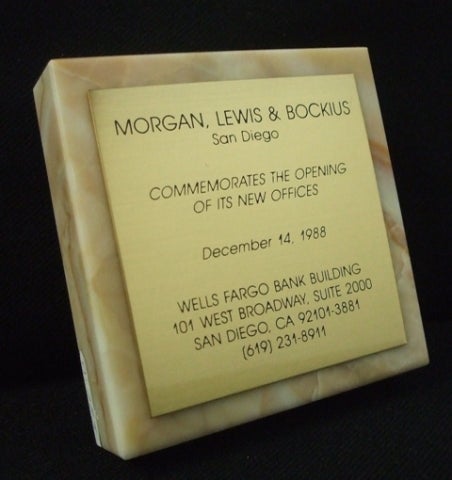 MORGAN, LEWIS & BOCKIUS
San Diego
COMMEMORATES THE OPENING
OF ITS NEW OFFICES
December 14, 1988
WELLS FARGO BANK BUILDING
101 WEST BROADWAY, SUITE 2000
SAN DIEGO, CA 92101-3881
(619) 231-8911